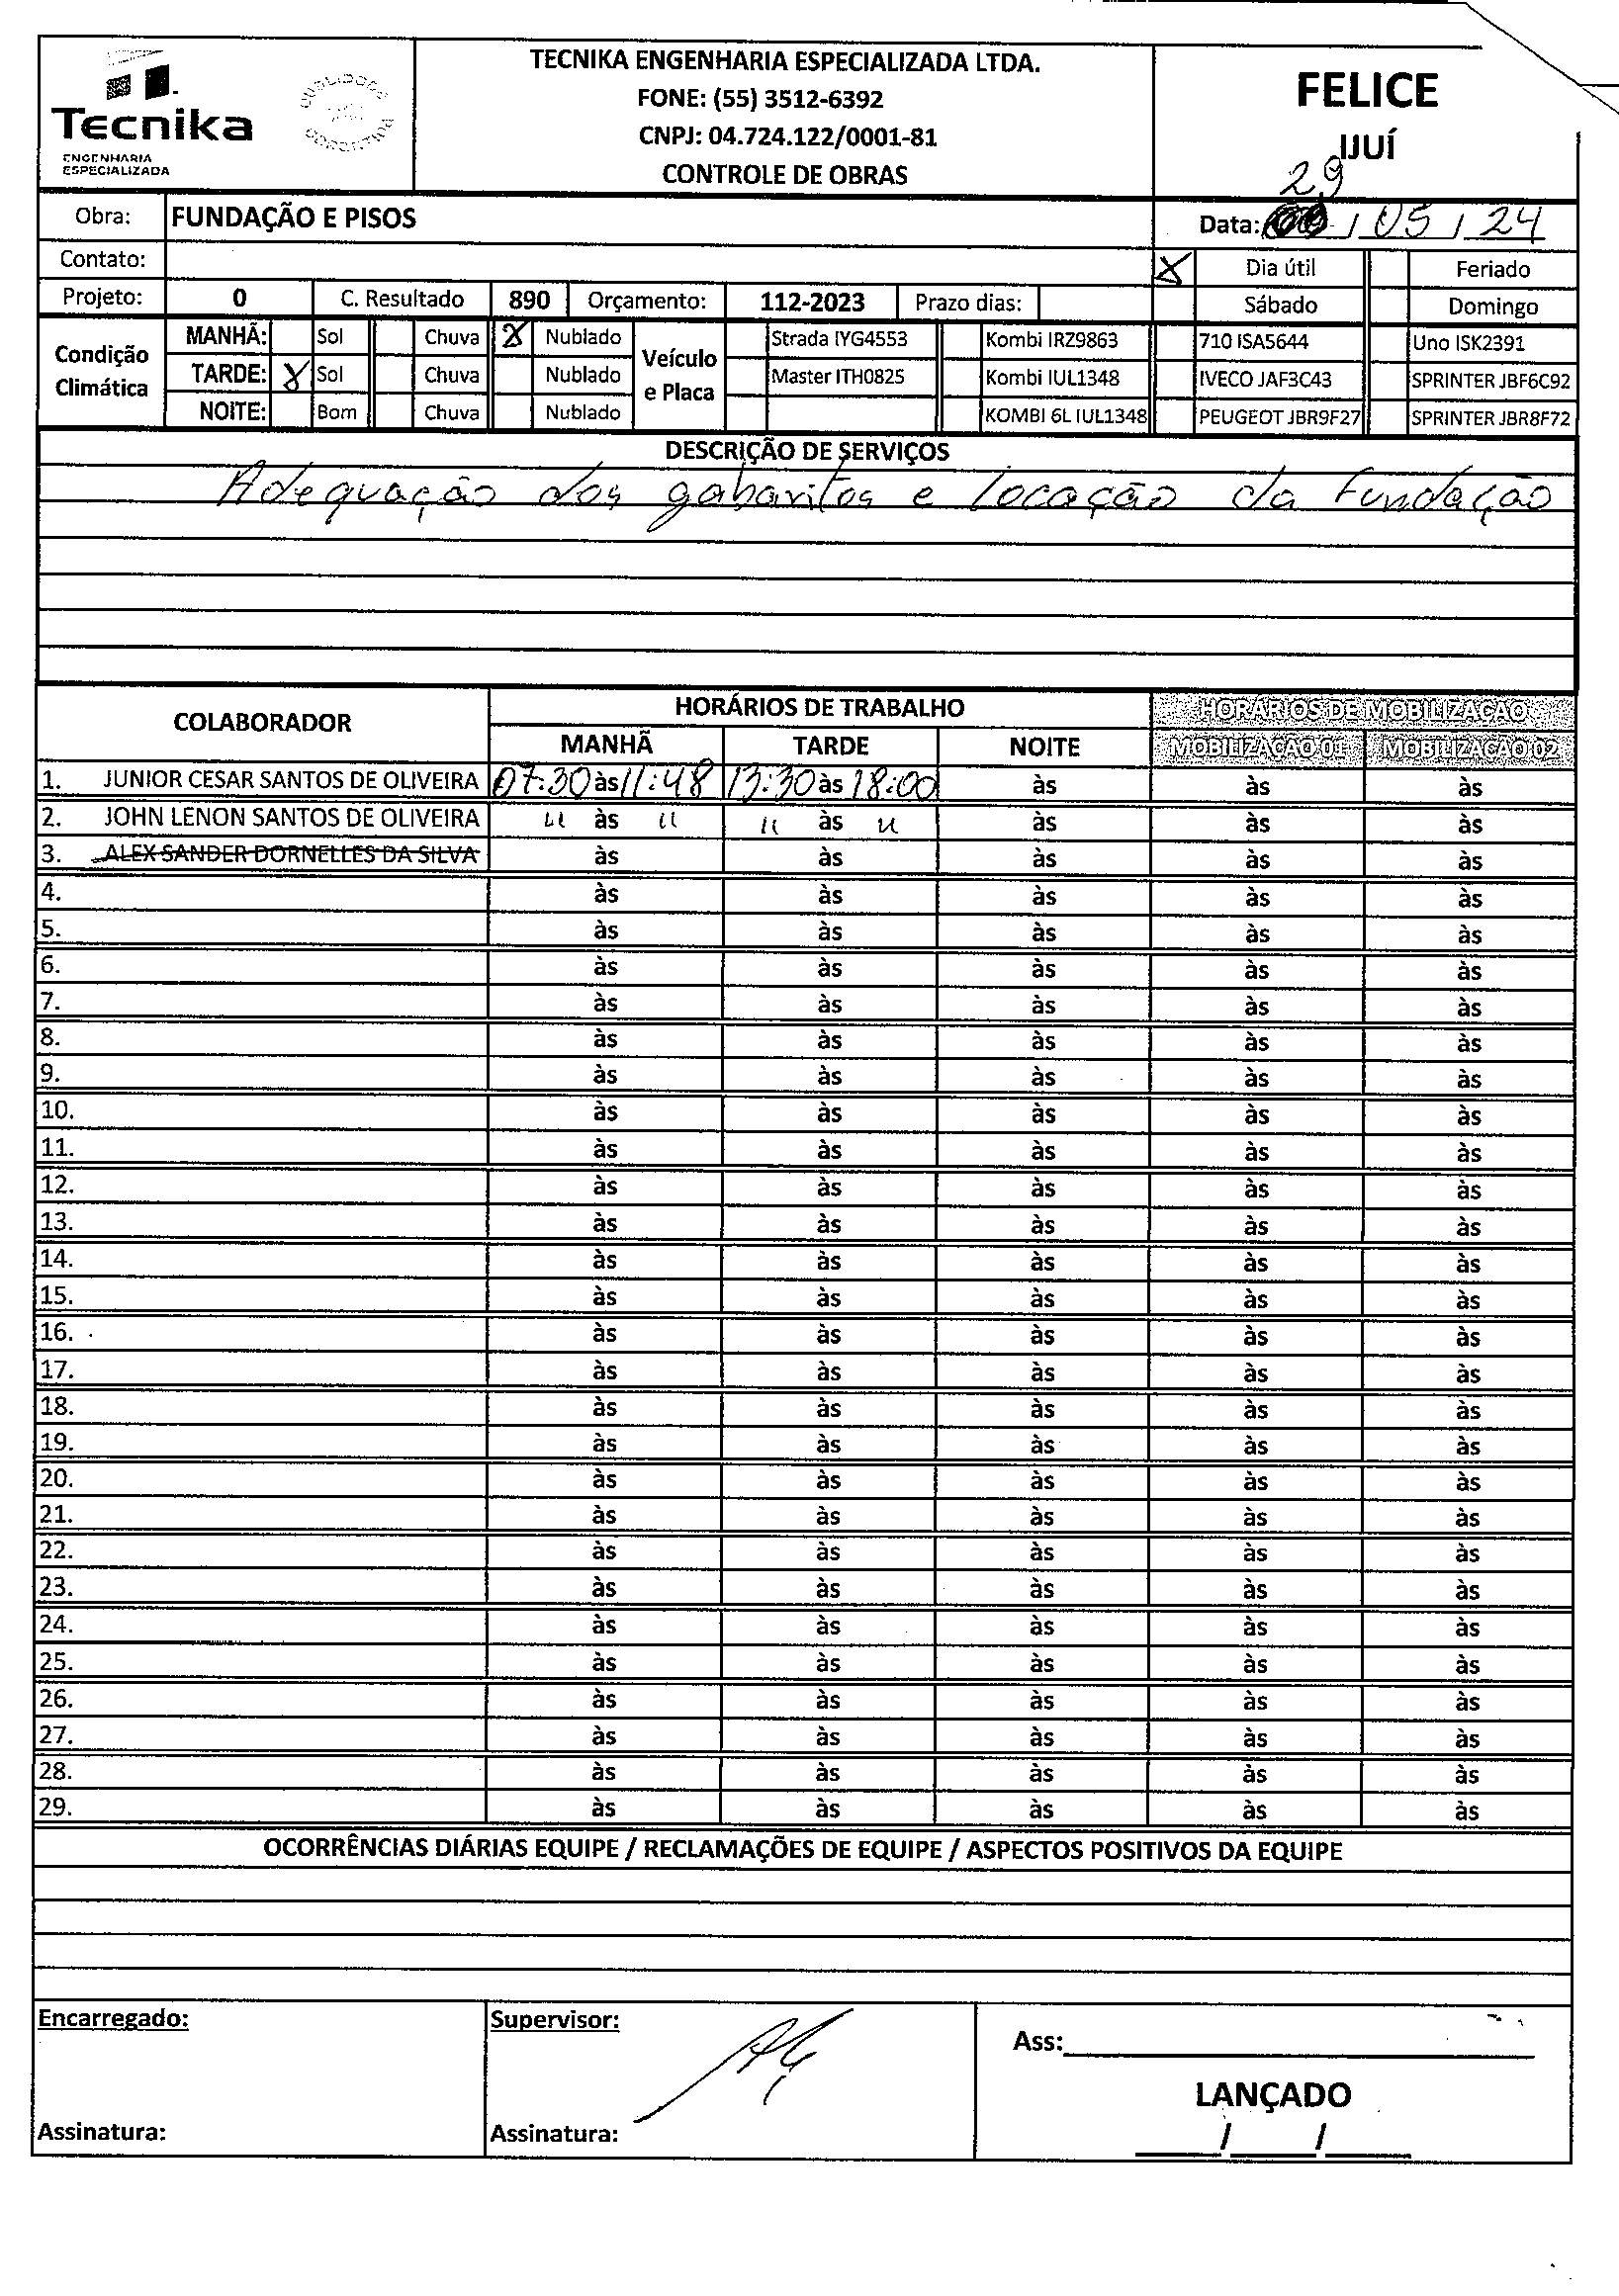 Tecnika
ENGENHARIA
ESPECIALIZADA
TECNIKA ENGENHARIA ESPECIALIZADA LTDA.
FONE: (55) 3512-6392
CNPJ: 04.724.122/0001-81
CONTROLE DE OBRAS
FELICE
IJUÍ
29
Obra: FUNDAÇÃO E PISOS Data: / 05 / 24
Contato: X Dia útil Feriado
Projeto: 0 C. Resultado 890 Orçamento: 112-2023 Prazo dias: Sábado Domingo
Condição Climática
MANHÃ: Sol Chuva X Nublado
TARDE: X Sol Chuva Nublado
NOITE: Bom Chuva Nublado
Veículo e Placa
Strada IYG4553 Kombi IRZ9863 710 ISA5644 Uno ISK2391
Master ITH0825 Kombi IUL1348 IVECO JAF3C43 SPRINTER JBF6C92
KOMBI 6L IUL1348 PEUGEOT JBR9F27 SPRINTER JBR8F72
DESCRIÇÃO DE SERVIÇOS
Adequação dos gabaritos e Locação da Fundação
COLABORADOR HORÁRIOS DE TRABALHO HORÁRIOS DE MOBILIZAÇÃO
MANHÃ TARDE NOITE MOBILIZAÇÃO 01 MOBILIZAÇÃO 02
1. JUNIOR CESAR SANTOS DE OLIVEIRA 07:30 às 11:48 13:30 às 18:00 às às às
2. JOHN LENON SANTOS DE OLIVEIRA " às " " às " às às às
3. ALEX SANDER DORNELLES DA SILVA às às às às às
4. às às às às às
5. às às às às às
6. às às às às às
7. às às às às às
8. às às às às às
9. às às às às às
10. às às às às às
11. às às às às às
12. às às às às às
13. às às às às às
14. às às às às às
15. às às às às às
16. às às às às às
17. às às às às às
18. às às às às às
19. às às às às às
20. às às às às às
21. às às às às às
22. às às às às às
23. às às às às às
24. às às às às às
25. às às às às às
26. às às às às às
27. às às às às às
28. às às às às às
29. às às às às às
OCORRÊNCIAS DIÁRIAS EQUIPE / RECLAMAÇÕES DE EQUIPE / ASPECTOS POSITIVOS DA EQUIPE
Encarregado: Supervisor:
Ass:
LANÇADO
Assinatura: Assinatura: / /